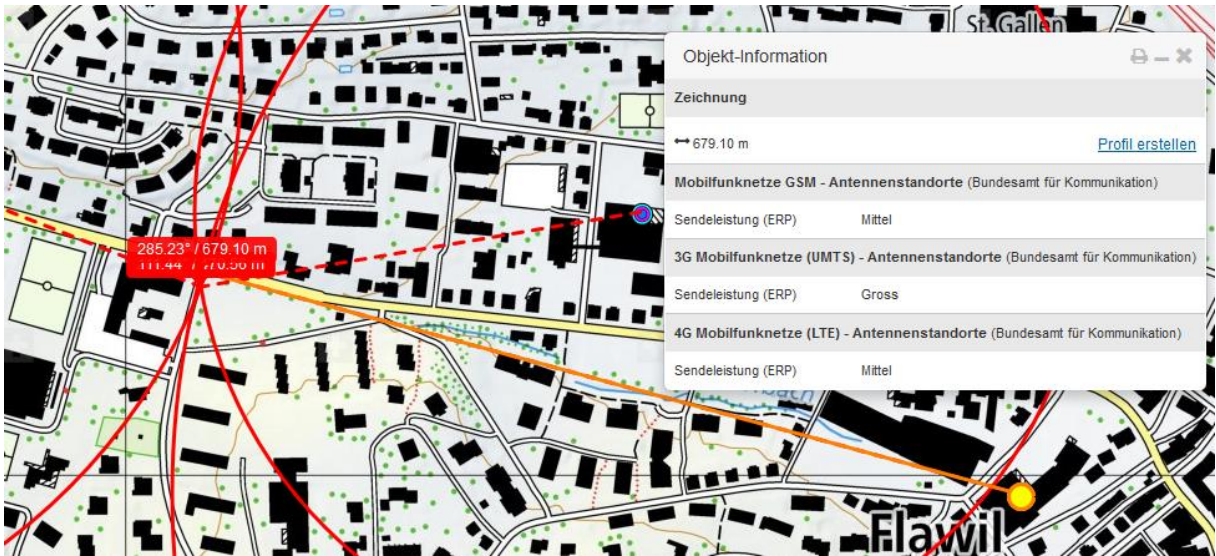 St. Gallen
Objekt-Information
Zeichnung
679.10 m Profil erstellen
Mobilfunknetze GSM - Antennenstandorte (Bundesamt für Kommunikation)
Sendeleistung (ERP) Mittel
3G Mobilfunknetze (UMTS) - Antennenstandorte (Bundesamt für Kommunikation)
Sendeleistung (ERP) Gross
4G Mobilfunknetze (LTE) - Antennenstandorte (Bundesamt für Kommunikation)
Sendeleistung (ERP) Mittel
285.23° / 679.10 m
Flawil